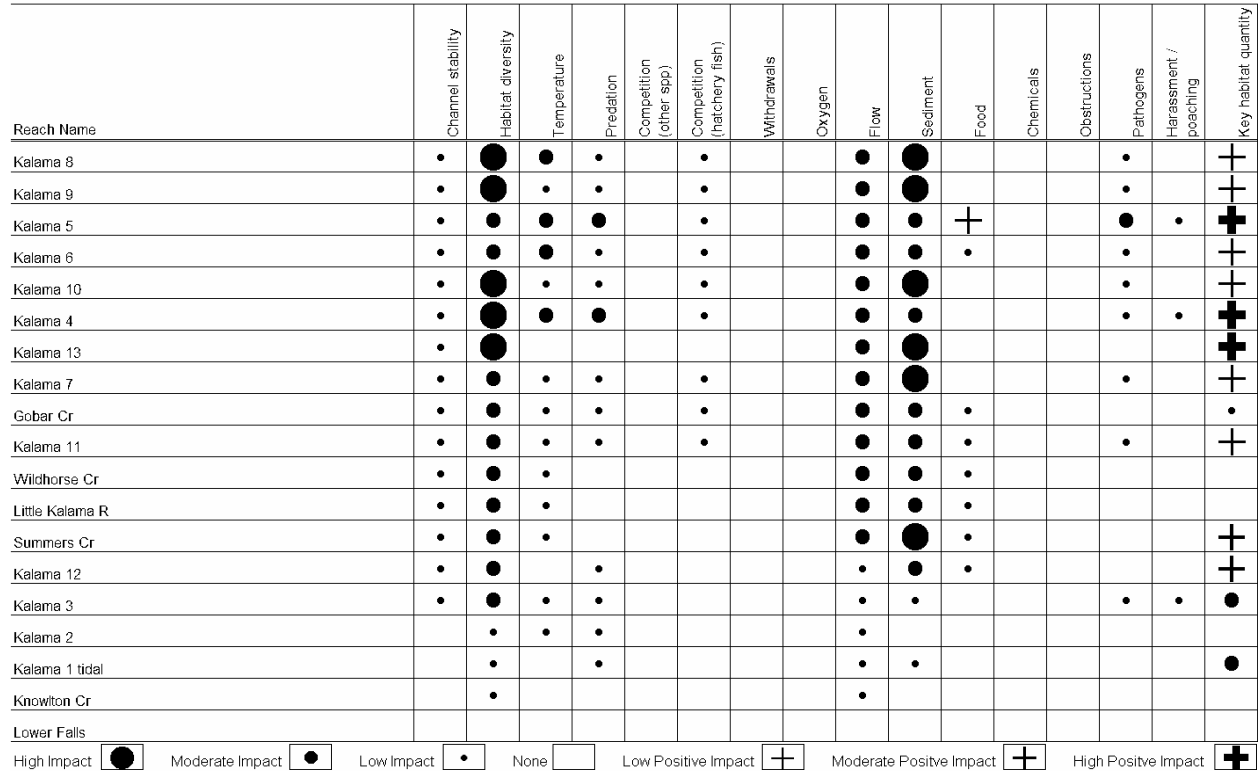 Reach Name
Channel stability
Habitat diversity
Temperature
Predation
Competition
(other spp)
Competition
(hatchery fish)
Withdrawals
Oxygen
Flow
Sediment
Food
Chemicals
Obstructions
Pathogens
Harassment /
poaching
Key habitat quantity
Kalama 8
Kalama 9
Kalama 5
Kalama 6
Kalama 10
Kalama 4
Kalama 13
Kalama 7
Gobar Cr
Kalama 11
Wildhorse Cr
Little Kalama R
Summers Cr
Kalama 12
Kalama 3
Kalama 2
Kalama 1 tidal
Knowlton Cr
Lower Falls
High Impact Moderate Impact Low Impact None Low Positive Impact Moderate Positve Impact High Positve Impact